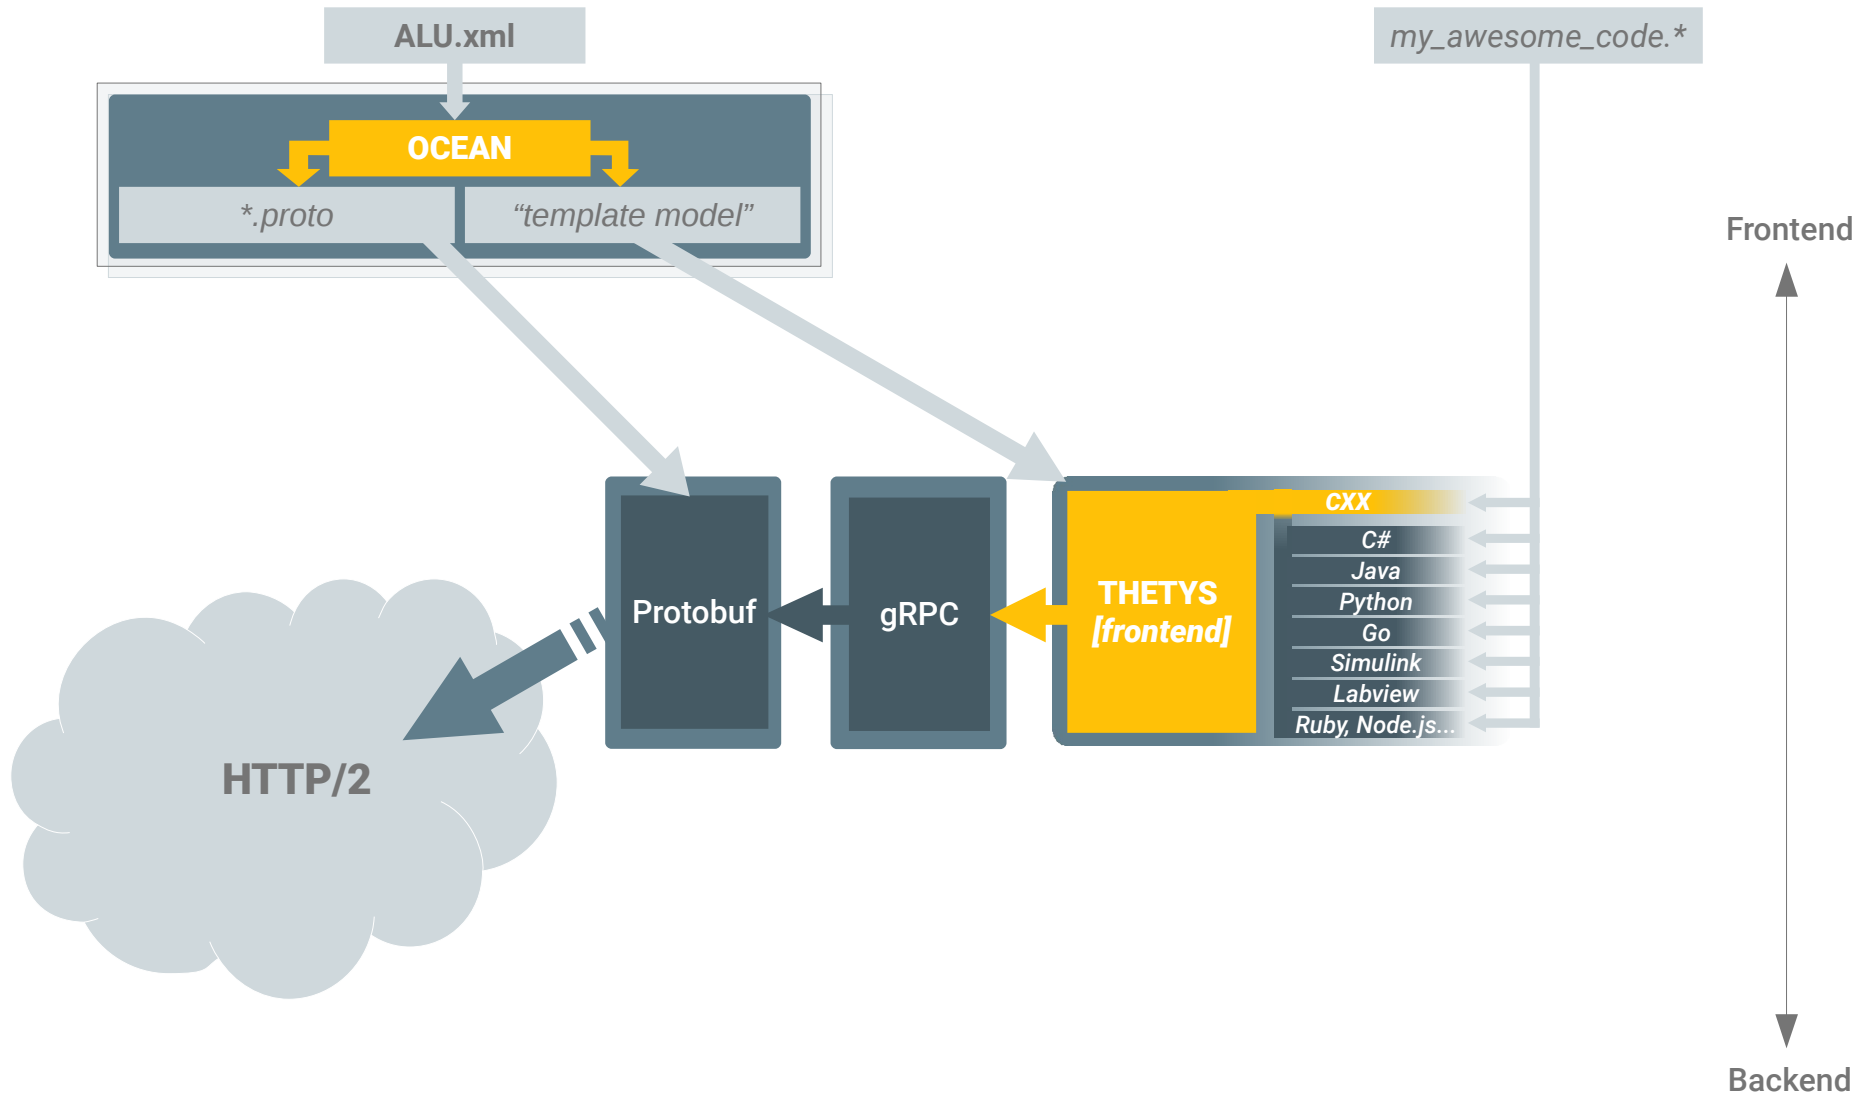 ALU.xml
my_awesome_code.*
OCEAN
*.proto
“template model”
Frontend
CXX
C#
Java
Python
Go
Simulink
Labview
Ruby, Node.js...
THETYS
[frontend]
gRPC
Protobuf
HTTP/2
Backend